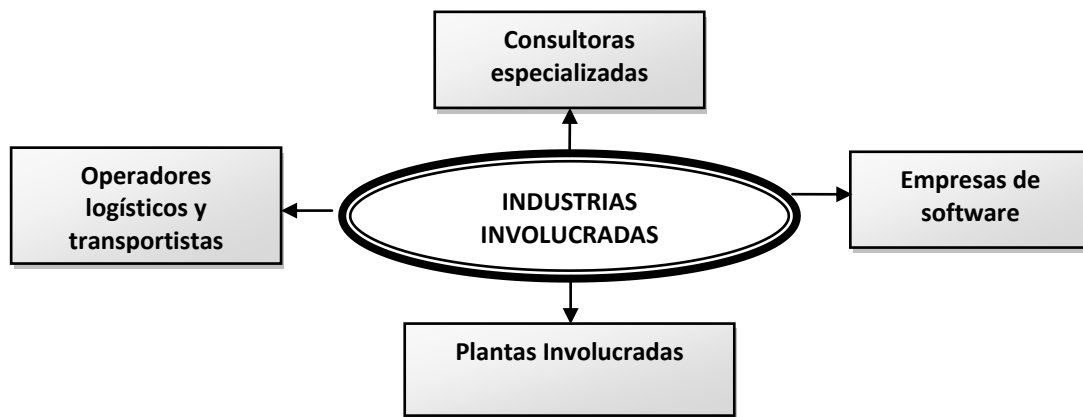 Consultoras
especializadas
Operadores
logísticos y
transportistas
INDUSTRIAS
INVOLUCRADAS
Empresas de
software
Plantas Involucradas